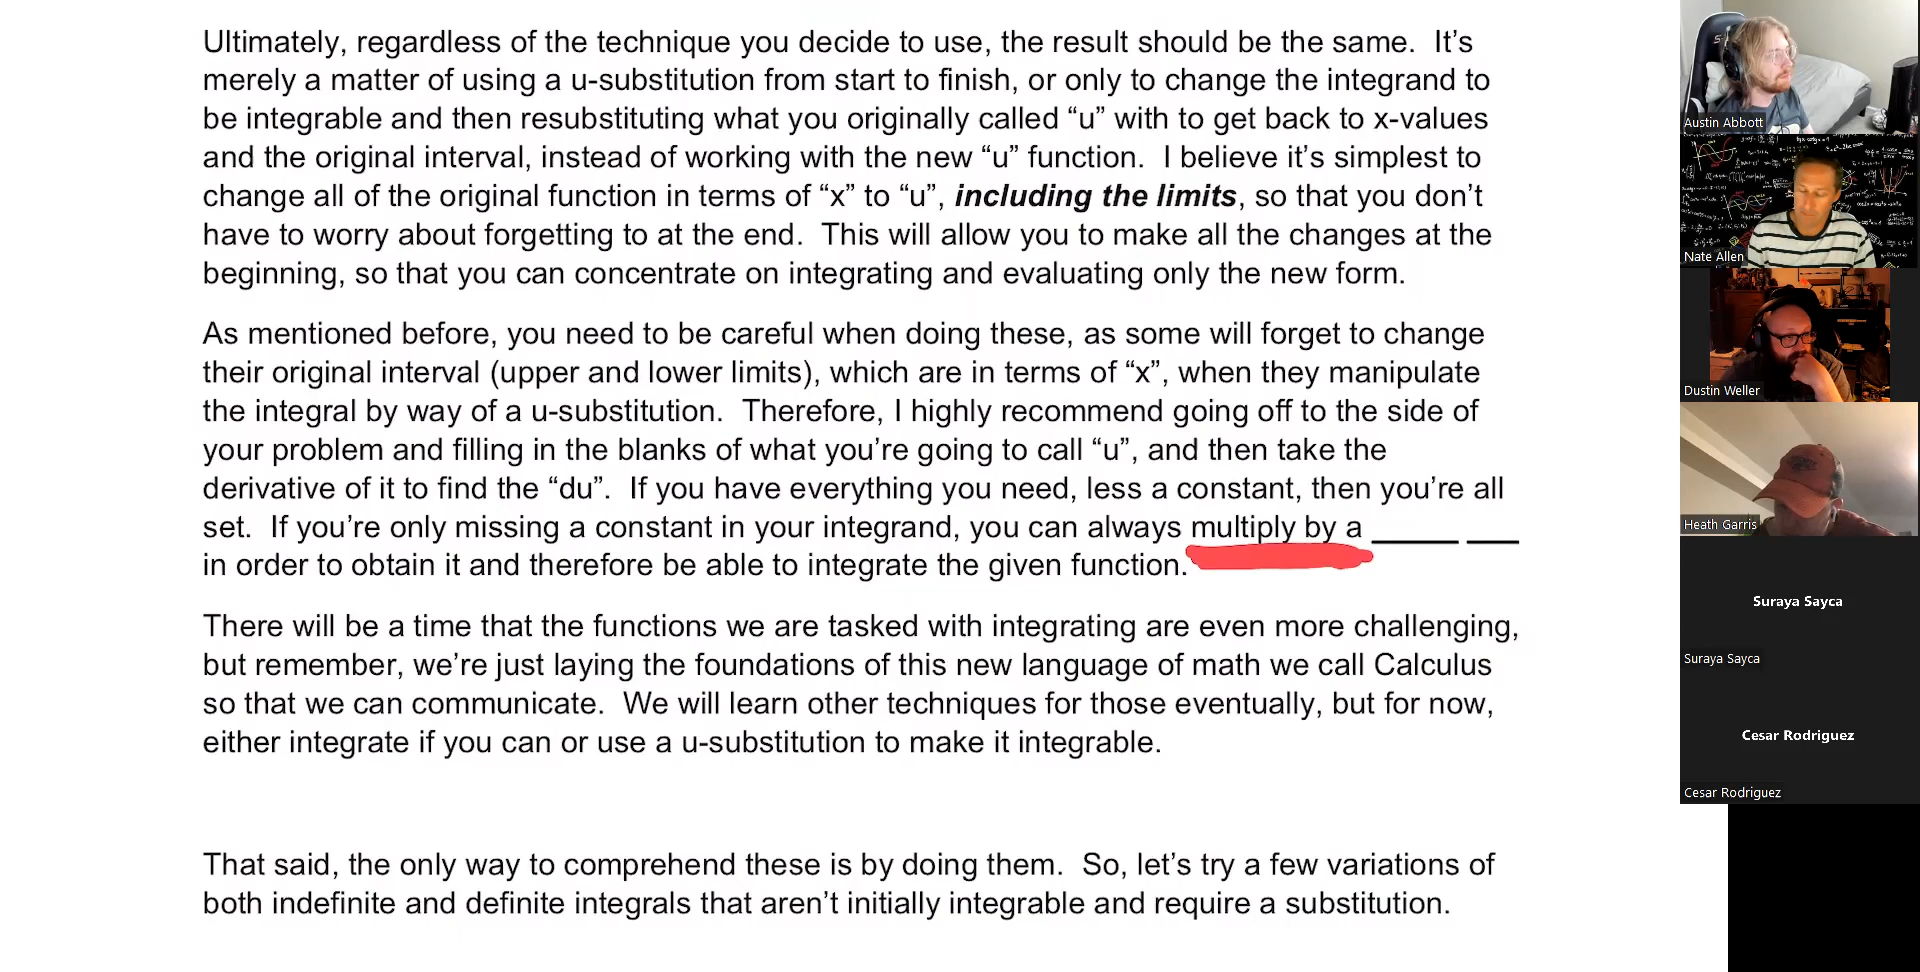 Ultimately, regardless of the technique you decide to use, the result should be the same.  It’s
merely a matter of using a u-substitution from start to finish, or only to change the integrand to
be integrable and then resubstituting what you originally called “u” with to get back to x-values
and the original interval, instead of working with the new “u” function.  I believe it’s simplest to
change all of the original function in terms of “x” to “u”, including the limits, so that you don’t
have to worry about forgetting to at the end.  This will allow you to make all the changes at the
beginning, so that you can concentrate on integrating and evaluating only the new form.
As mentioned before, you need to be careful when doing these, as some will forget to change
their original interval (upper and lower limits), which are in terms of “x”, when they manipulate
the integral by way of a u-substitution.  Therefore, I highly recommend going off to the side of
your problem and filling in the blanks of what you’re going to call “u”, and then take the
derivative of it to find the “du”.  If you have everything you need, less a constant, then you’re all
set.  If you’re only missing a constant in your integrand, you can always multiply by a _____ ___
in order to obtain it and therefore be able to integrate the given function.
There will be a time that the functions we are tasked with integrating are even more challenging,
but remember, we’re just laying the foundations of this new language of math we call Calculus
so that we can communicate.  We will learn other techniques for those eventually, but for now,
either integrate if you can or use a u-substitution to make it integrable.
That said, the only way to comprehend these is by doing them.  So, let’s try a few variations of
both indefinite and definite integrals that aren’t initially integrable and require a substitution.
Austin Abbott
Nate Allen
Dustin Weller
Heath Garris
Suraya Sayca
Suraya Sayca
Cesar Rodriguez
Cesar Rodriguez